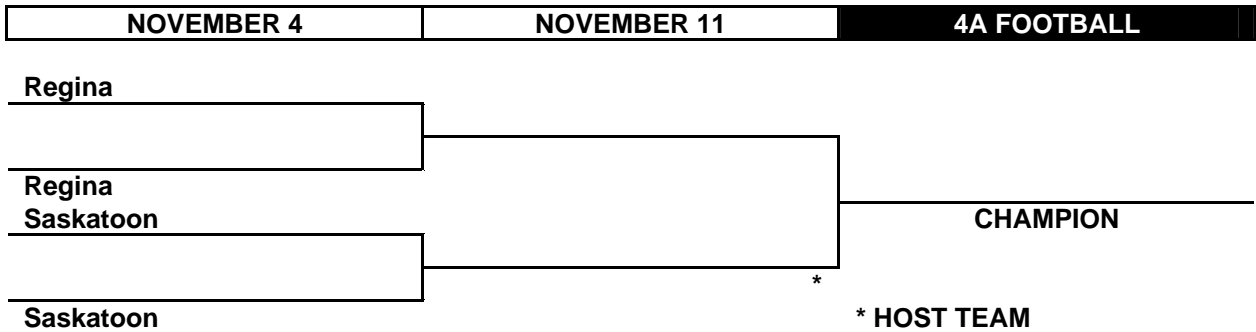 NOVEMBER 4 NOVEMBER 11 4A FOOTBALL
Regina
Regina
Saskatoon CHAMPION
*
Saskatoon * HOST TEAM